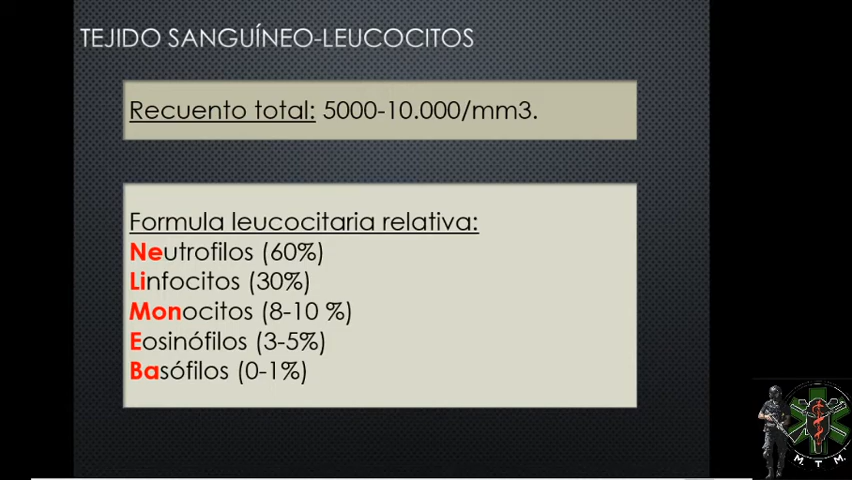 TEJIDO SANGUÍNEO-LEUCOCITOS
Recuento total: 5000-10.000/mm3.
Formula leucocitaria relativa:
Neutrofilos (60%)
Linfocitos (30%)
Monocitos (8-10 %)
Eosinófilos (3-5%)
Basófilos (0-1%)
M. T. M.